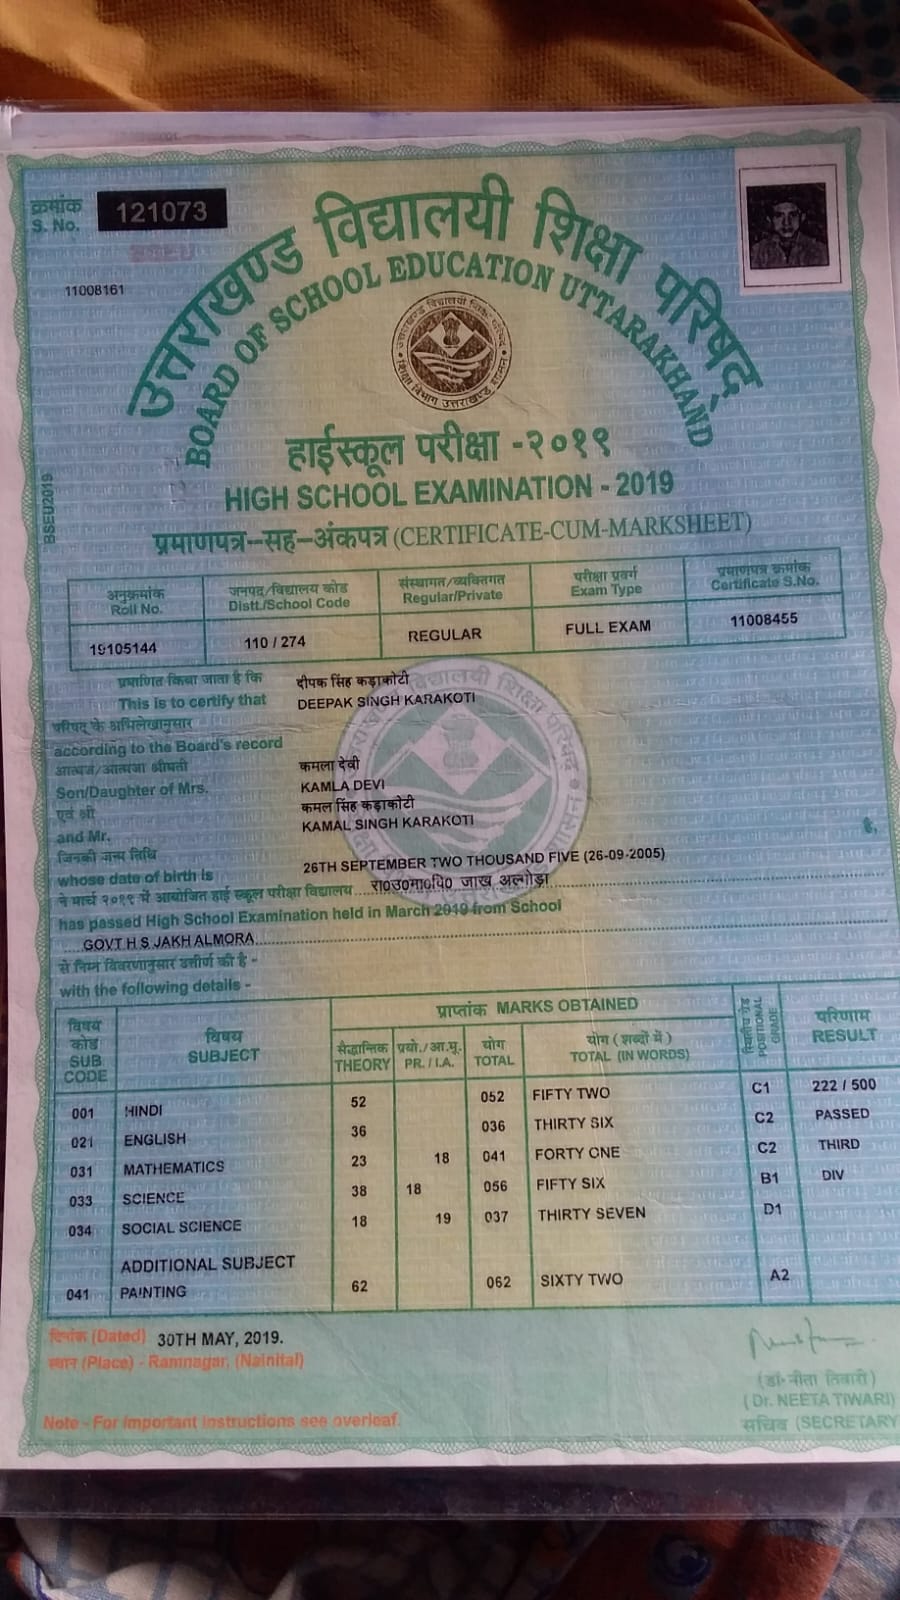 क्रमांक
S. No.
121073
11008161
उत्तराखण्ड विद्यालयी शिक्षा परिषद्
BOARD OF SCHOOL EDUCATION UTTARAKHAND
हाईस्कूल परीक्षा -२०१९
HIGH SCHOOL EXAMINATION - 2019
BSEU2019
प्रमाणपत्र-सह-अंकपत्र (CERTIFICATE-CUM-MARKSHEET)
अनुक्रमांक जनपद/विद्यालय कोड संस्थागत/व्यक्तिगत परीक्षा प्रवर्ग प्रमाणपत्र क्रमांक
Roll No. Distt./School Code Regular/Private Exam Type Certificate S.No.
19105144 110 / 274 REGULAR FULL EXAM 11008455
प्रमाणित किया जाता है कि दीपक सिंह कड़ाकोटी
This is to certify that DEEPAK SINGH KARAKOTI
परिषद के अभिलेखानुसार
according to the Board's record
आत्मज/आत्मजा श्रीमती कमला देवी
Son/Daughter of Mrs. KAMLA DEVI
एवं श्री कमल सिंह कड़ाकोटी
and Mr. KAMAL SINGH KARAKOTI
है,
जिनकी जन्म तिथि
whose date of birth is 26TH SEPTEMBER TWO THOUSAND FIVE (26-09-2005)
ने मार्च २०१९ में आयोजित हाई स्कूल परीक्षा विद्यालय....रा०उ०मा०वि० जाख अल्मोड़ा
has passed High School Examination held in March 2019 from School
GOVT H S JAKH ALMORA
से निम्न विवरणानुसार उत्तीर्ण की है -
with the following details -
विषय कोड SUB CODE
विषय SUBJECT
प्राप्तांक MARKS OBTAINED
सैद्धान्तिक THEORY
प्रयो./आ.मू. PR. / I.A.
योग TOTAL
योग (शब्दों में) TOTAL (IN WORDS)
स्थितीय ग्रेड POSITIONAL GRADE
परिणाम RESULT
001 HINDI 52 052 FIFTY TWO C1 222 / 500
021 ENGLISH 36 036 THIRTY SIX C2 PASSED
031 MATHEMATICS 23 18 041 FORTY ONE C2 THIRD
033 SCIENCE 38 18 056 FIFTY SIX B1 DIV
034 SOCIAL SCIENCE 18 19 037 THIRTY SEVEN D1
ADDITIONAL SUBJECT
041 PAINTING 62 062 SIXTY TWO A2
दिनांक (Dated) 30TH MAY, 2019.
स्थान (Place) - Ramnagar, (Nainital)
(डा॰ नीता तिवारी)
(Dr. NEETA TIWARI)
सचिव (SECRETARY
Note - For important instructions see overleaf.